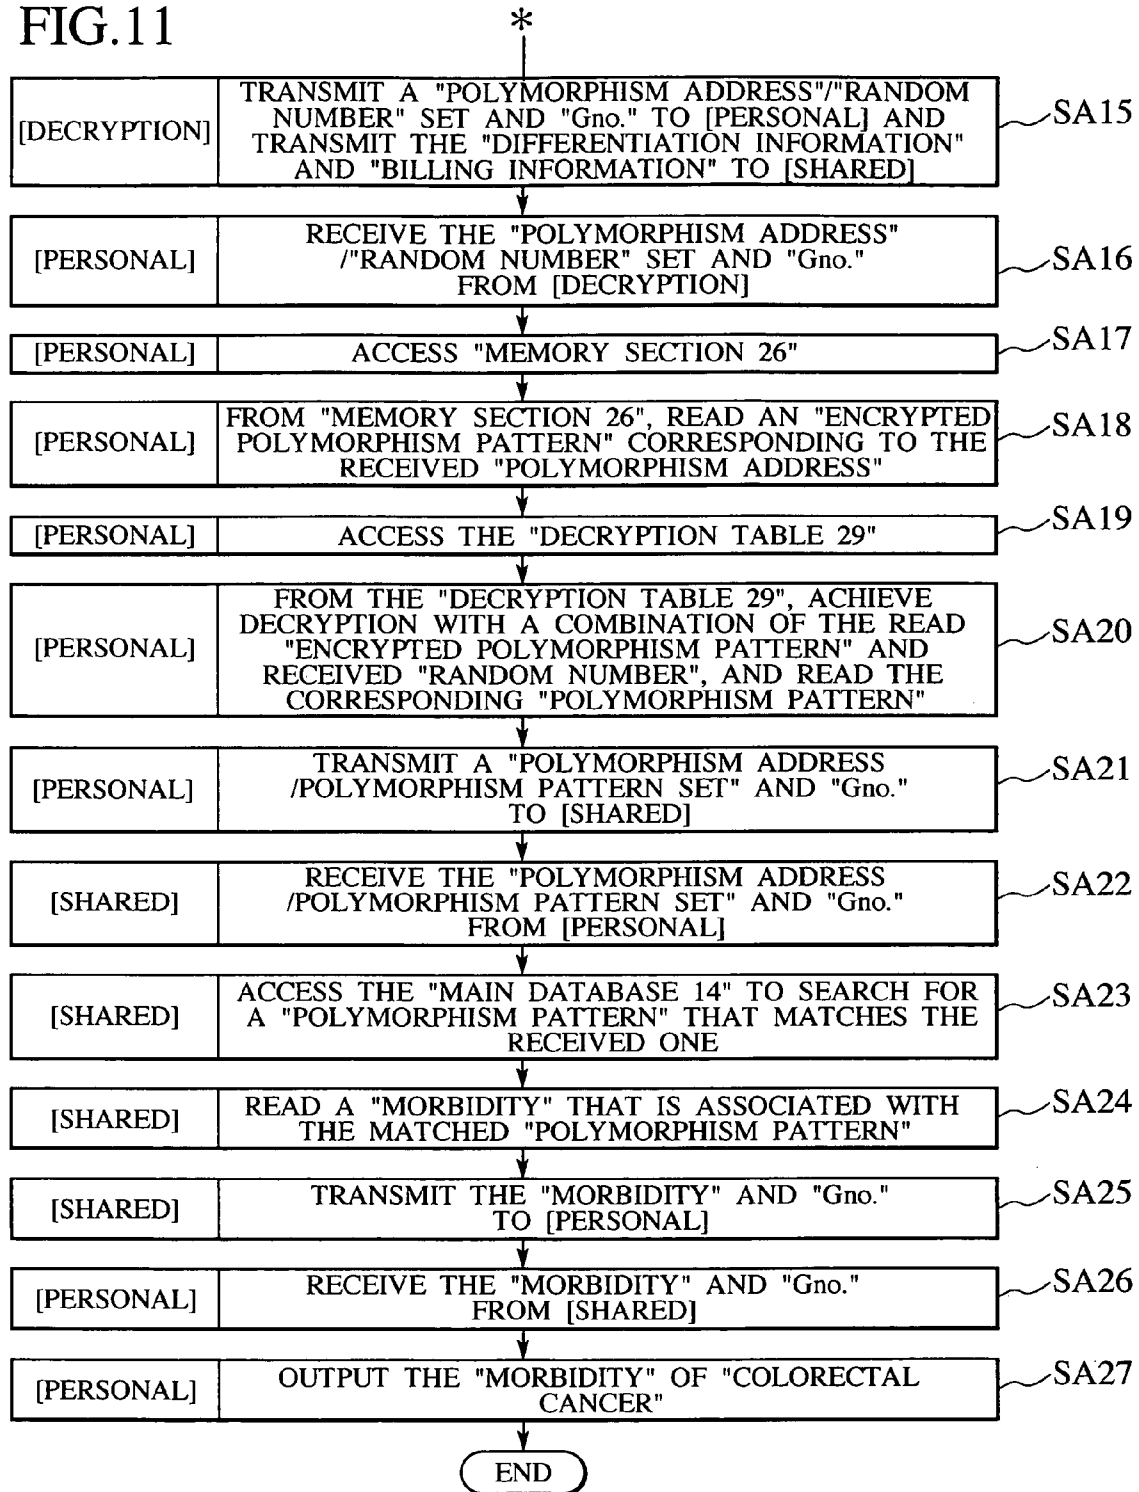 FIG.11
*
[DECRYPTION]
TRANSMIT A "POLYMORPHISM ADDRESS"/"RANDOM
NUMBER" SET AND "Gno." TO [PERSONAL] AND
TRANSMIT THE "DIFFERENTIATION INFORMATION"
AND "BILLING INFORMATION" TO [SHARED]
SA15
[PERSONAL]
RECEIVE THE "POLYMORPHISM ADDRESS"
/"RANDOM NUMBER" SET AND "Gno."
FROM [DECRYPTION]
SA16
[PERSONAL]
ACCESS "MEMORY SECTION 26"
SA17
[PERSONAL]
FROM "MEMORY SECTION 26", READ AN "ENCRYPTED
POLYMORPHISM PATTERN" CORRESPONDING TO THE
RECEIVED "POLYMORPHISM ADDRESS"
SA18
[PERSONAL]
ACCESS THE "DECRYPTION TABLE 29"
SA19
[PERSONAL]
FROM THE "DECRYPTION TABLE 29", ACHIEVE
DECRYPTION WITH A COMBINATION OF THE READ
"ENCRYPTED POLYMORPHISM PATTERN" AND
RECEIVED "RANDOM NUMBER", AND READ THE
CORRESPONDING "POLYMORPHISM PATTERN"
SA20
[PERSONAL]
TRANSMIT A "POLYMORPHISM ADDRESS
/POLYMORPHISM PATTERN SET" AND "Gno."
TO [SHARED]
SA21
[SHARED]
RECEIVE THE "POLYMORPHISM ADDRESS
/POLYMORPHISM PATTERN SET" AND "Gno."
FROM [PERSONAL]
SA22
[SHARED]
ACCESS THE "MAIN DATABASE 14" TO SEARCH FOR
A "POLYMORPHISM PATTERN" THAT MATCHES THE
RECEIVED ONE
SA23
[SHARED]
READ A "MORBIDITY" THAT IS ASSOCIATED WITH
THE MATCHED "POLYMORPHISM PATTERN"
SA24
[SHARED]
TRANSMIT THE "MORBIDITY" AND "Gno."
TO [PERSONAL]
SA25
[PERSONAL]
RECEIVE THE "MORBIDITY" AND "Gno."
FROM [SHARED]
SA26
[PERSONAL]
OUTPUT THE "MORBIDITY" OF "COLORECTAL
CANCER"
SA27
END